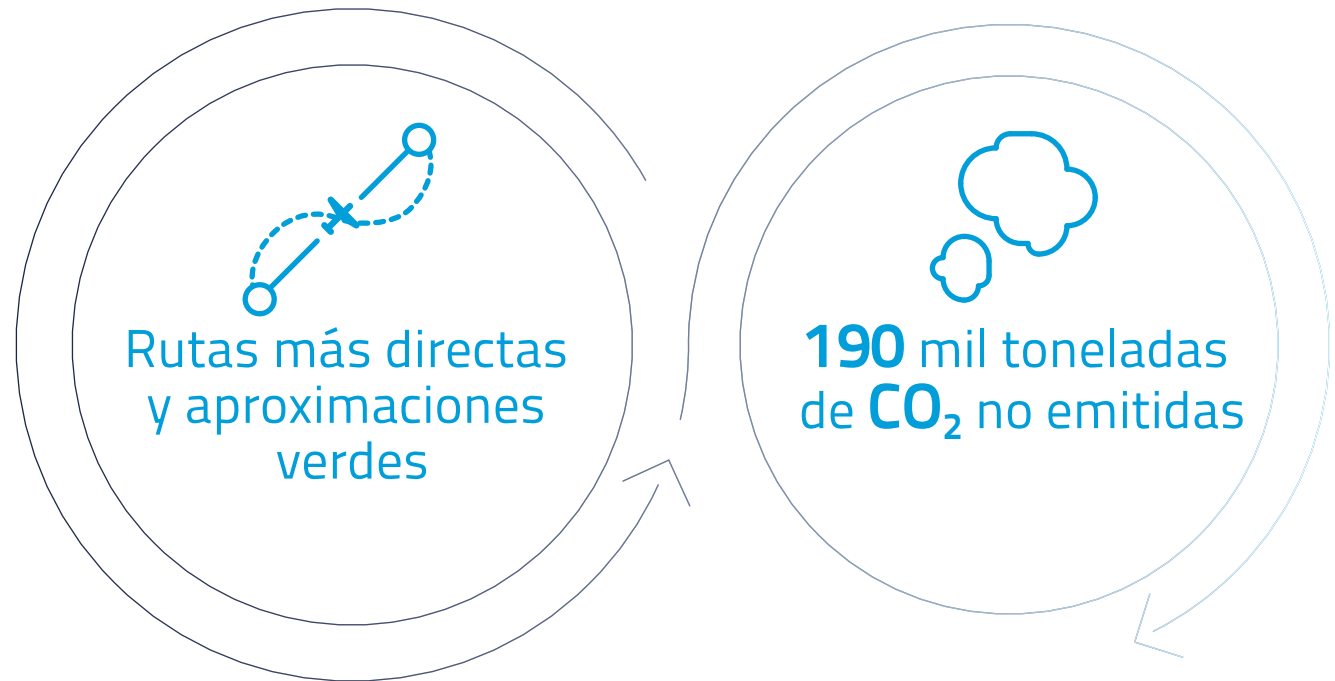 Rutas más directas
y aproximaciones
verdes
190 mil toneladas
de CO₂ no emitidas